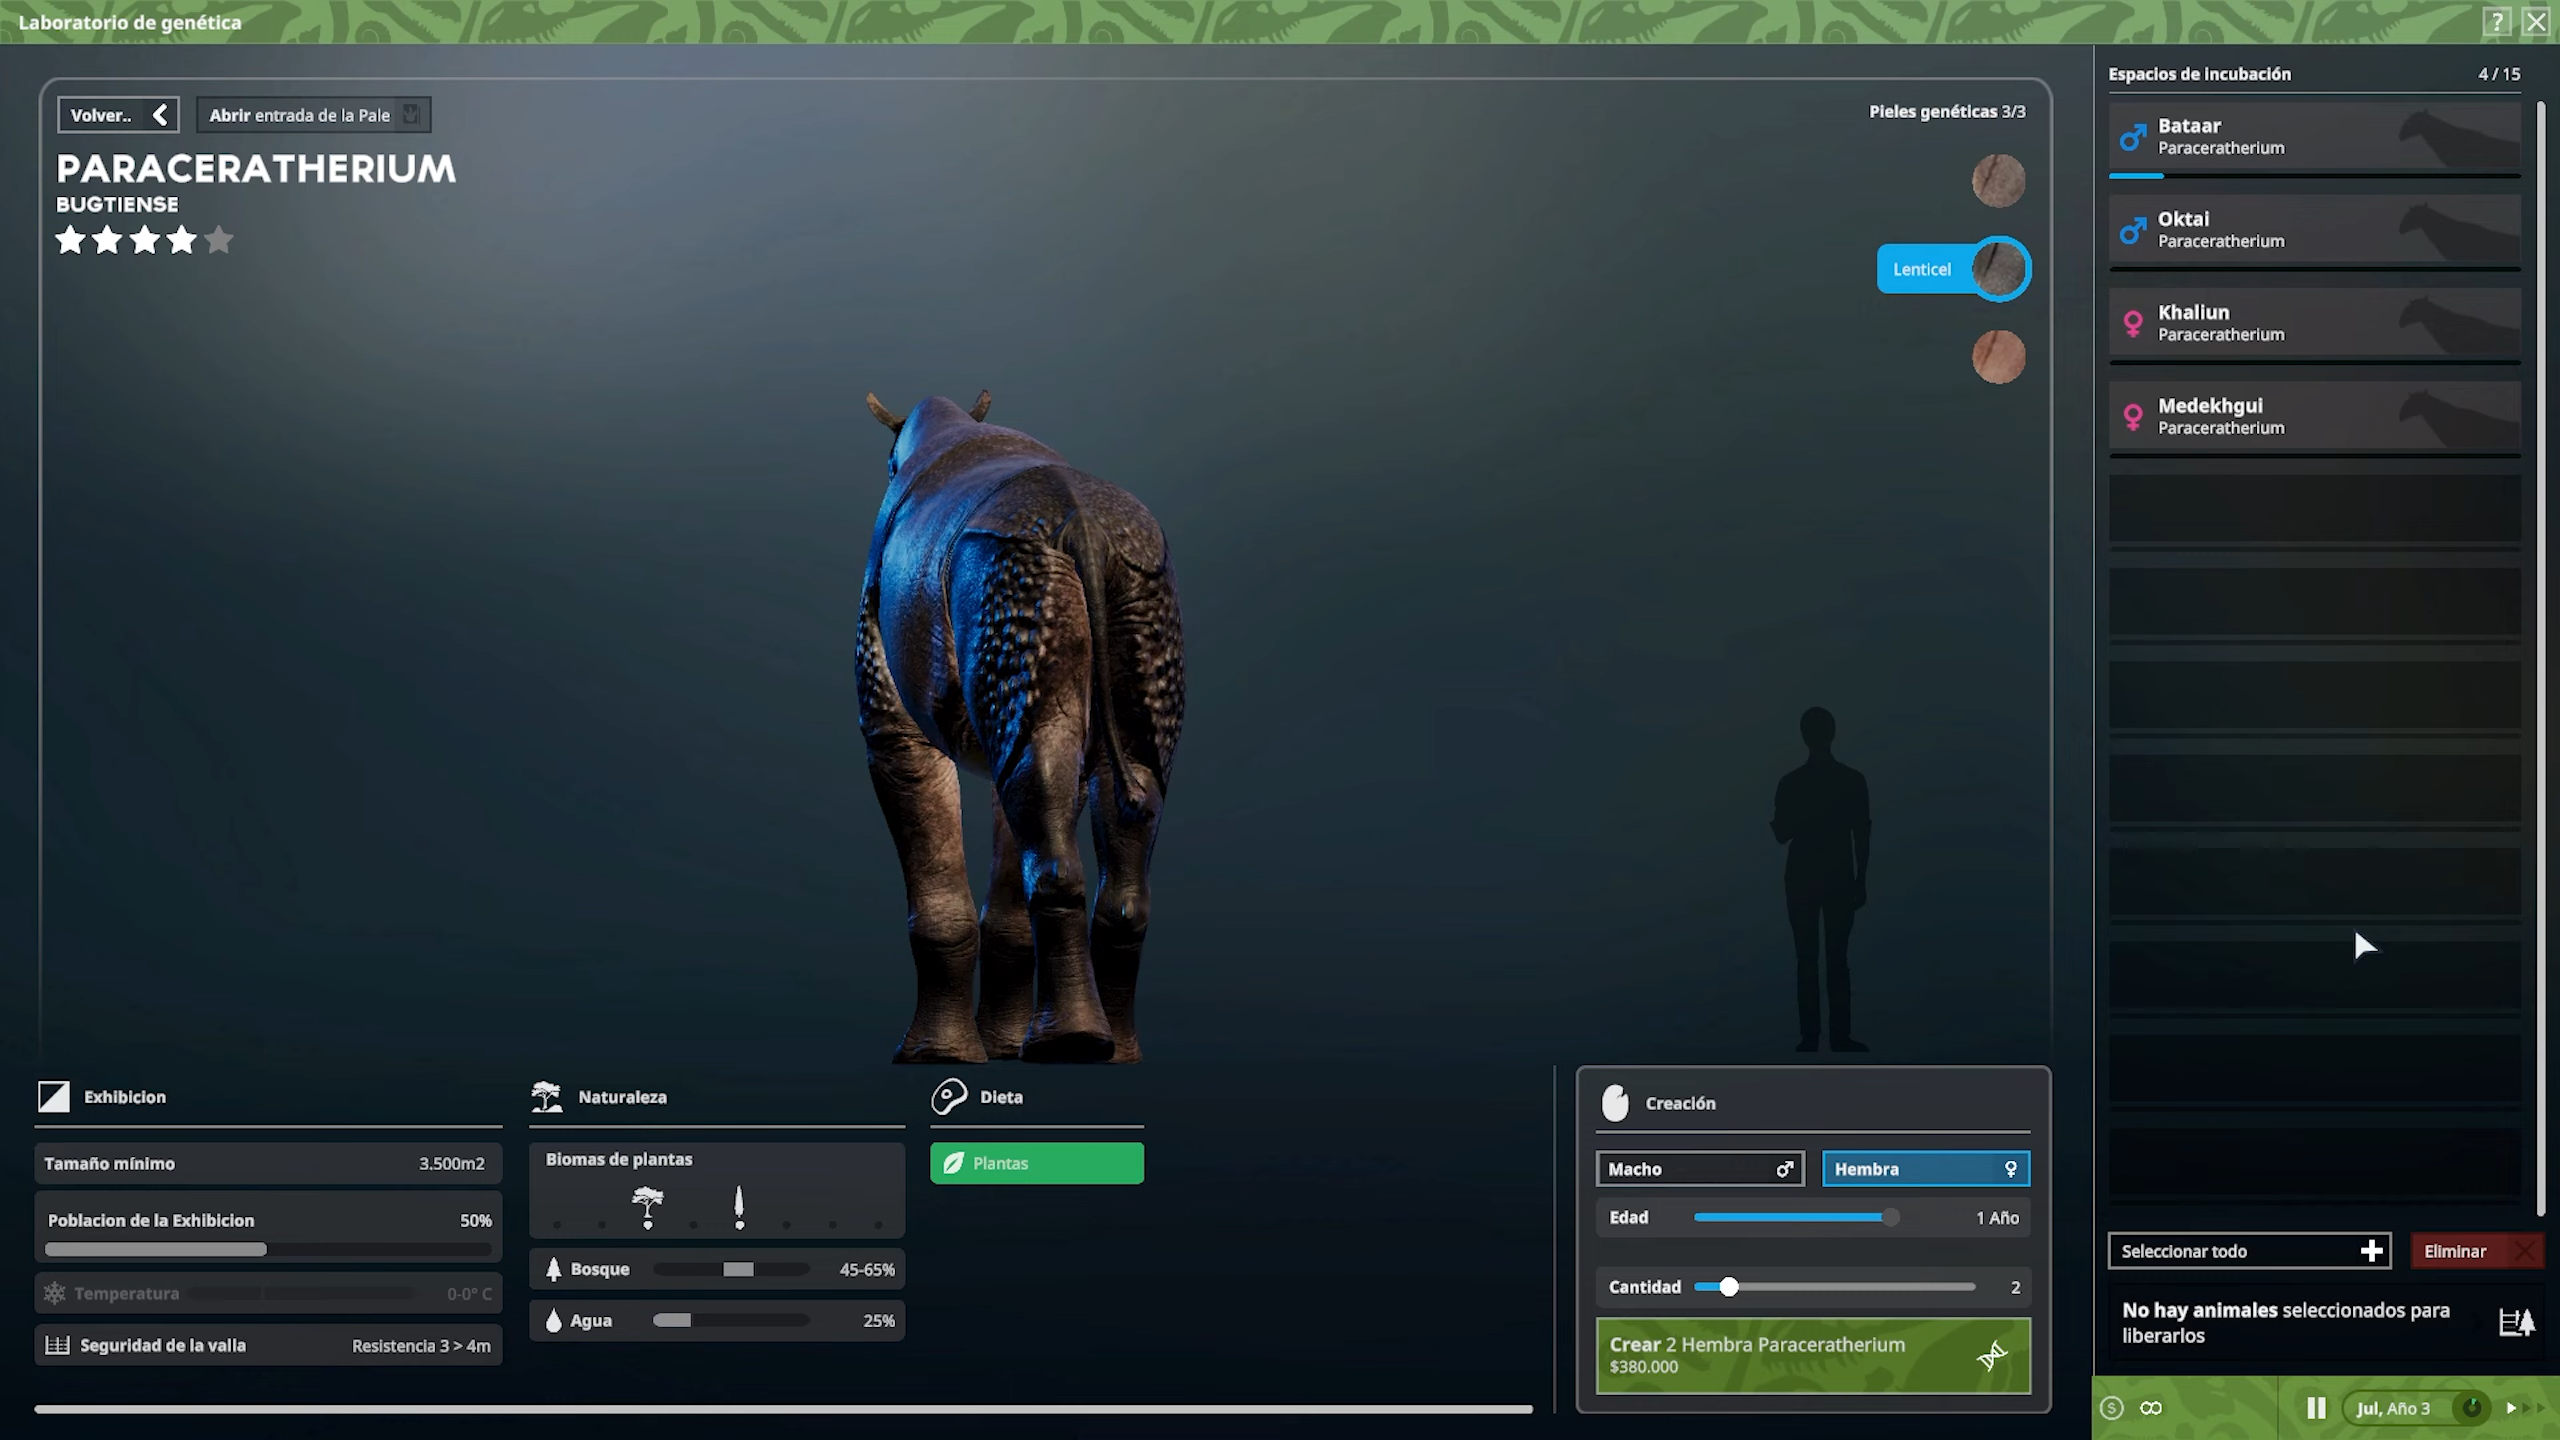 Laboratorio de genética
?
Volver..
Abrir entrada de la Pale
PARACERATHERIUM
BUGTIENSE
Pieles genéticas 3/3
Lenticel
Exhibicion
Tamaño mínimo 3.500m2
Poblacion de la Exhibicion 50%
Temperatura 0-0° C
Seguridad de la valla Resistencia 3 > 4m
Naturaleza
Biomas de plantas
Bosque 45-65%
Agua 25%
Dieta
Plantas
Creación
Macho ♂
Hembra ♀
Edad 1 Año
Cantidad 2
Crear 2 Hembra Paraceratherium
$380.000
Espacios de incubación 4 / 15
Bataar
Paraceratherium
Oktai
Paraceratherium
Khaliun
Paraceratherium
Medekhgui
Paraceratherium
Seleccionar todo
Eliminar
No hay animales seleccionados para
liberarlos
Jul, Año 3